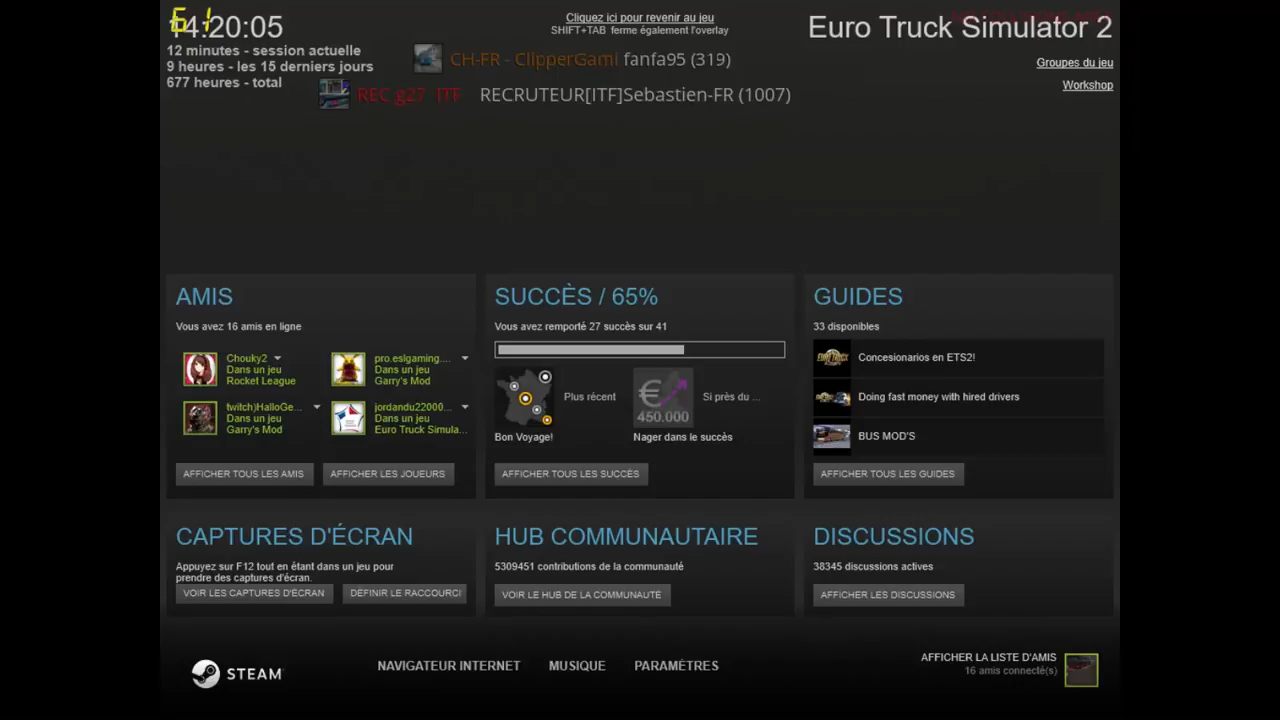 14:20:05
61
12 minutes - session actuelle
9 heures - les 15 derniers jours
677 heures - total
Cliquez ici pour revenir au jeu
SHIFT+TAB ferme également l'overlay
Euro Truck Simulator 2
Groupes du jeu
Workshop
CH-FR - ClipperGami fanfa95 (319)
REC g27 ITF RECRUTEUR[ITF]Sebastien-FR (1007)
AMIS
Vous avez 16 amis en ligne
Chouky2
Dans un jeu
Rocket League
pro.eslgaming....
Dans un jeu
Garry's Mod
twitch)HalloGe...
Dans un jeu
Garry's Mod
jordandu22000...
Dans un jeu
Euro Truck Simula...
AFFICHER TOUS LES AMIS
AFFICHER LES JOUEURS
SUCCÈS / 65%
Vous avez remporté 27 succès sur 41
Plus récent
Bon Voyage!
€
450.000
Si près du ...
Nager dans le succès
AFFICHER TOUS LES SUCCÈS
GUIDES
33 disponibles
Concesionarios en ETS2!
Doing fast money with hired drivers
BUS MOD'S
AFFICHER TOUS LES GUIDES
CAPTURES D'ÉCRAN
Appuyez sur F12 tout en étant dans un jeu pour
prendre des captures d'écran.
VOIR LES CAPTURES D'ÉCRAN
DÉFINIR LE RACCOURCI
HUB COMMUNAUTAIRE
5309451 contributions de la communauté
VOIR LE HUB DE LA COMMUNAUTÉ
DISCUSSIONS
38345 discussions actives
AFFICHER LES DISCUSSIONS
STEAM
NAVIGATEUR INTERNET
MUSIQUE
PARAMÈTRES
AFFICHER LA LISTE D'AMIS
16 amis connecté(s)